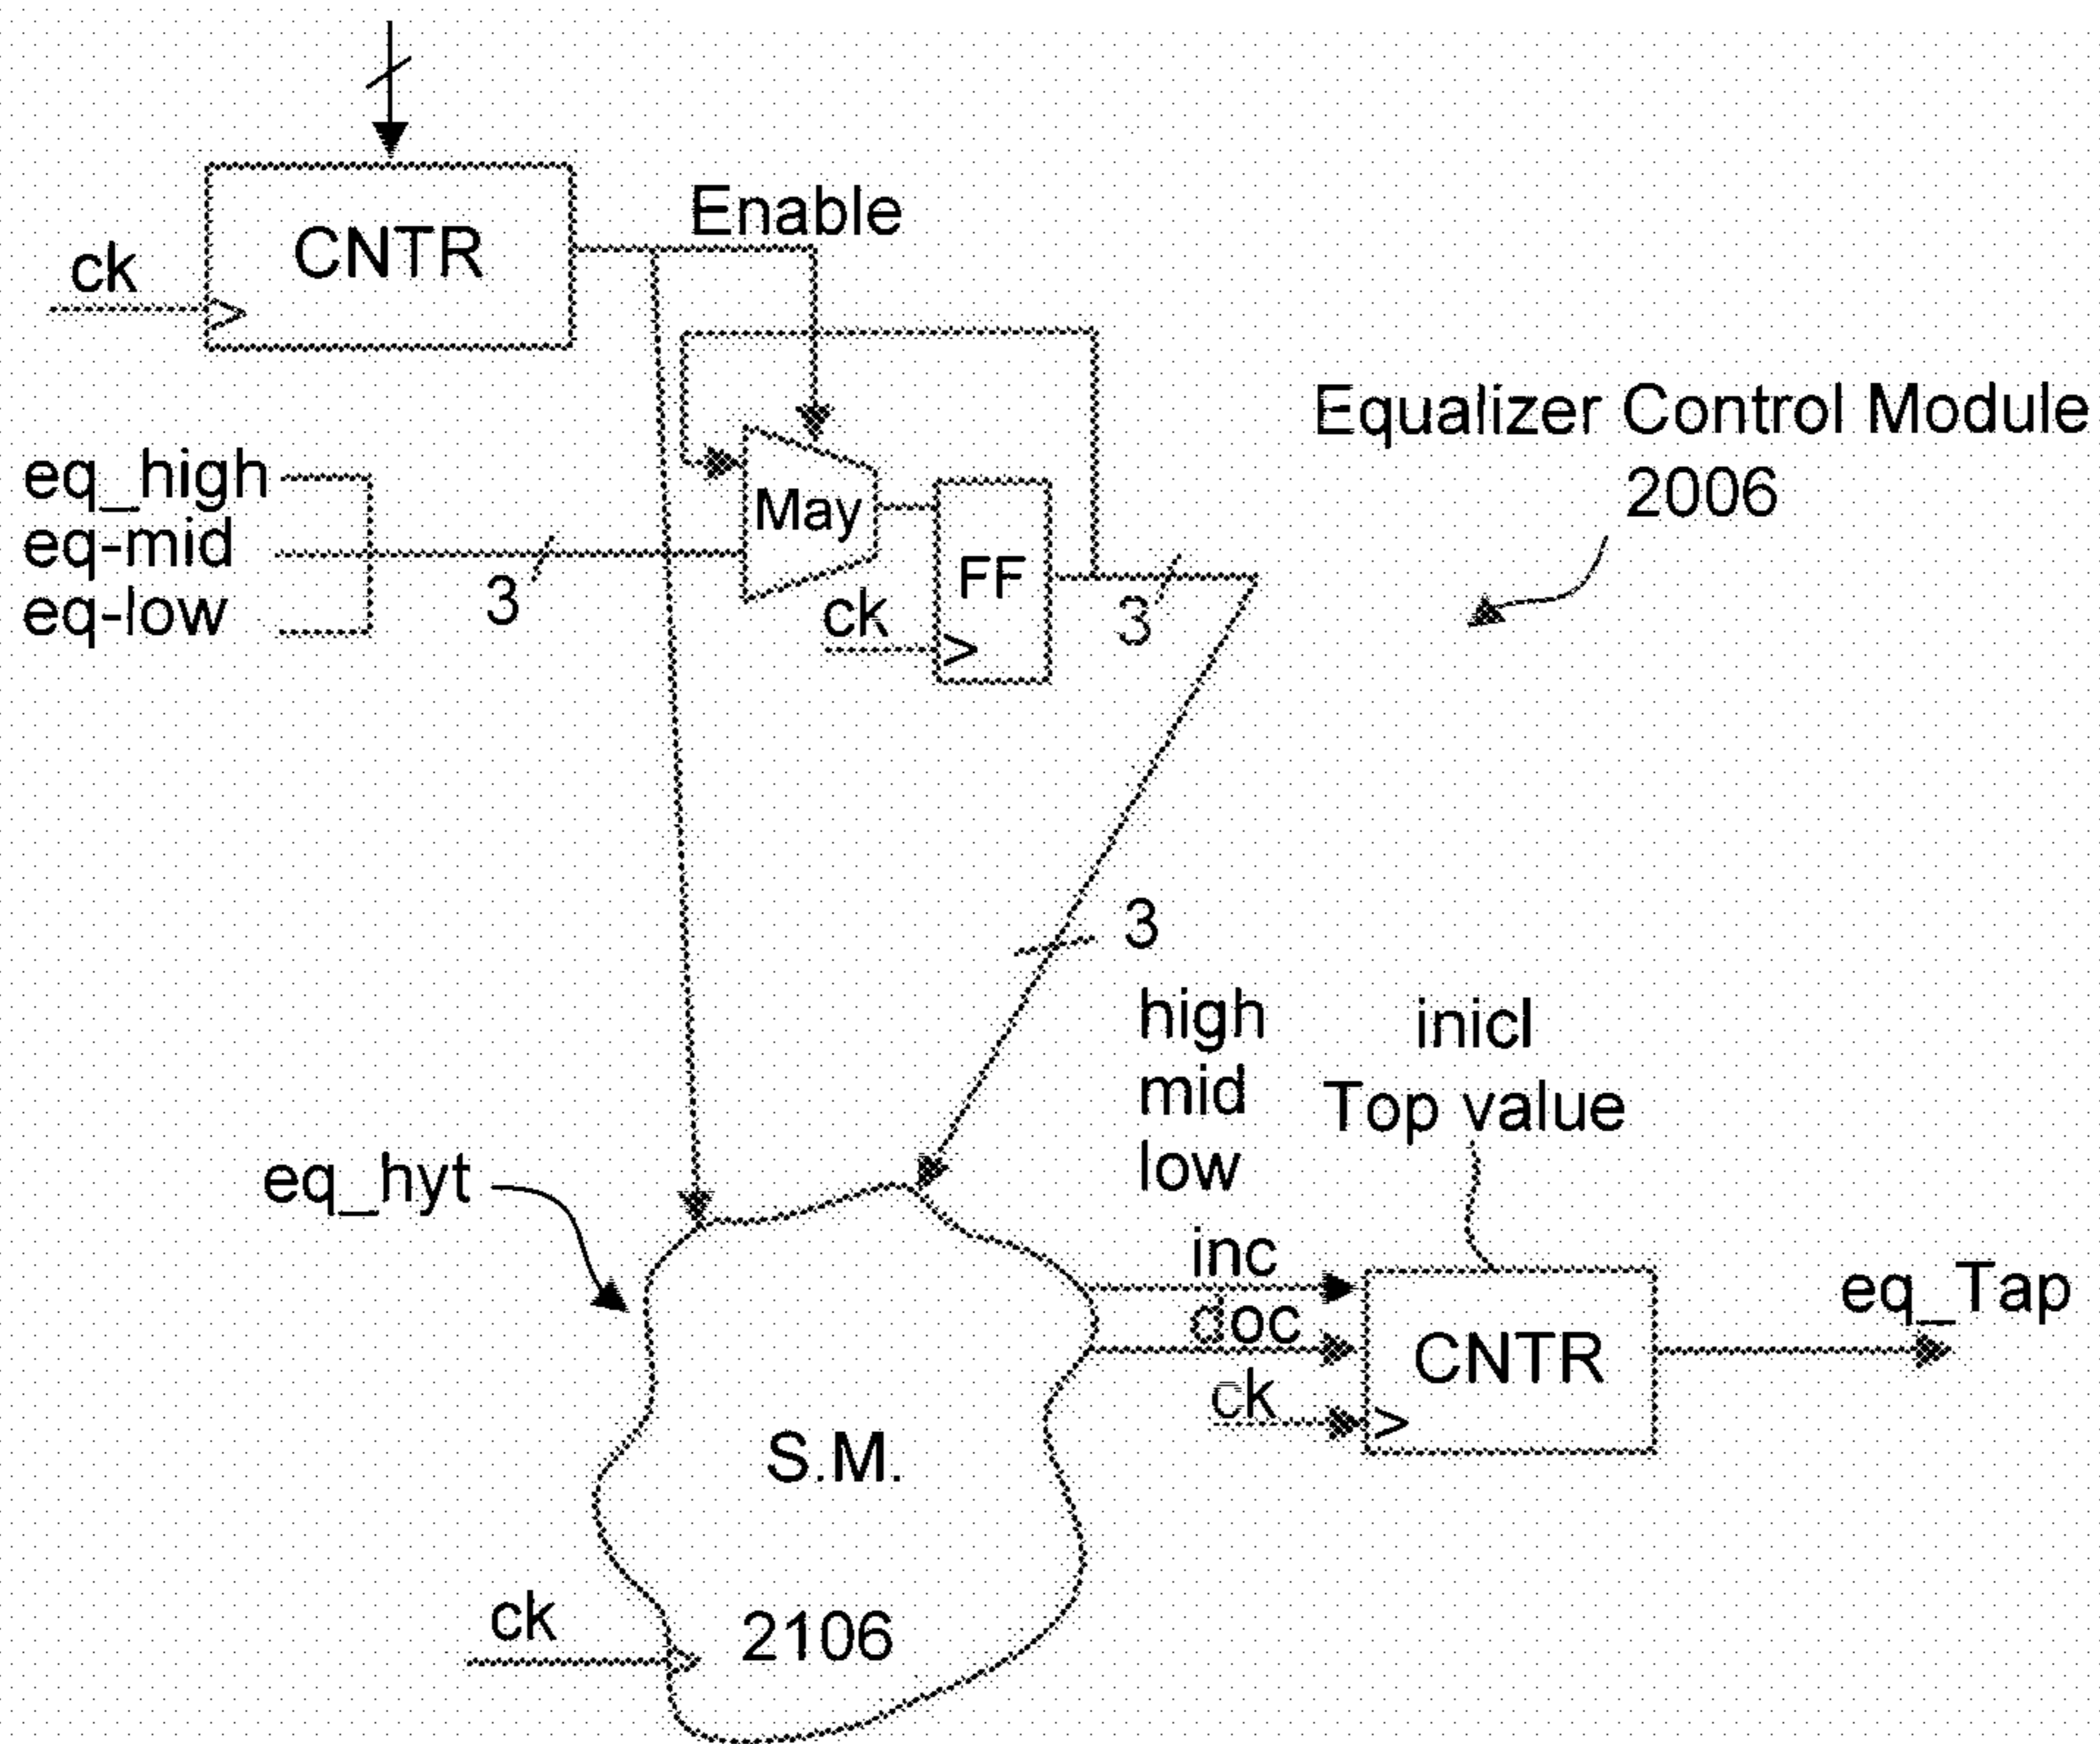 Enable
CNTR
ck
Equalizer Control Module
2006
eq_high
eq-mid
eq-low
3
May
FF
ck
3
3
high
mid
low
inicl
Top value
eq_hyt
inc
doc
ck
CNTR
eq_Tap
S.M.
ck
2106